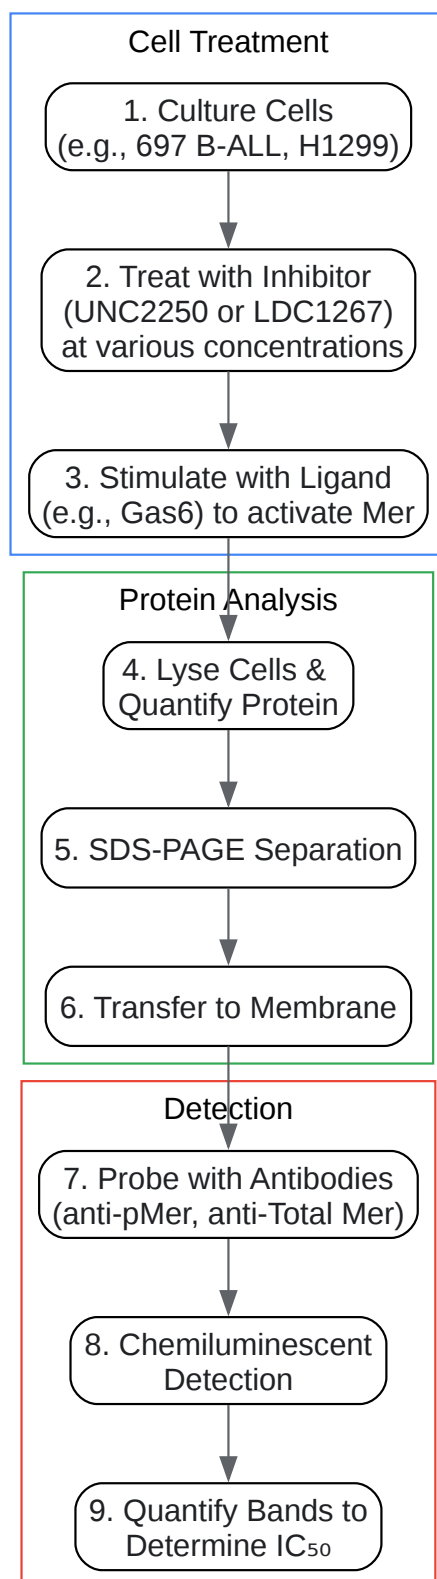 Cell Treatment
1. Culture Cells
(e.g., 697 B-ALL, H1299)
2. Treat with Inhibitor
(UNC2250 or LDC1267)
at various concentrations
3. Stimulate with Ligand
(e.g., Gas6) to activate Mer
Protein Analysis
4. Lyse Cells &
Quantify Protein
5. SDS-PAGE Separation
6. Transfer to Membrane
Detection
7. Probe with Antibodies
(anti-pMer, anti-Total Mer)
8. Chemiluminescent
Detection
9. Quantify Bands to
Determine IC₅₀